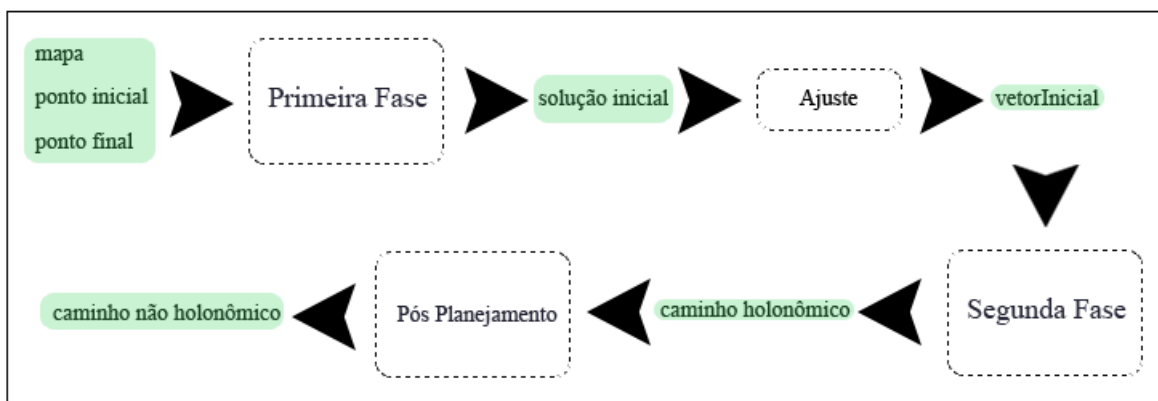 mapa
ponto inicial
ponto final
Primeira Fase
solução inicial
Ajuste
vetorInicial
Segunda Fase
caminho holonômico
Pós Planejamento
caminho não holonômico